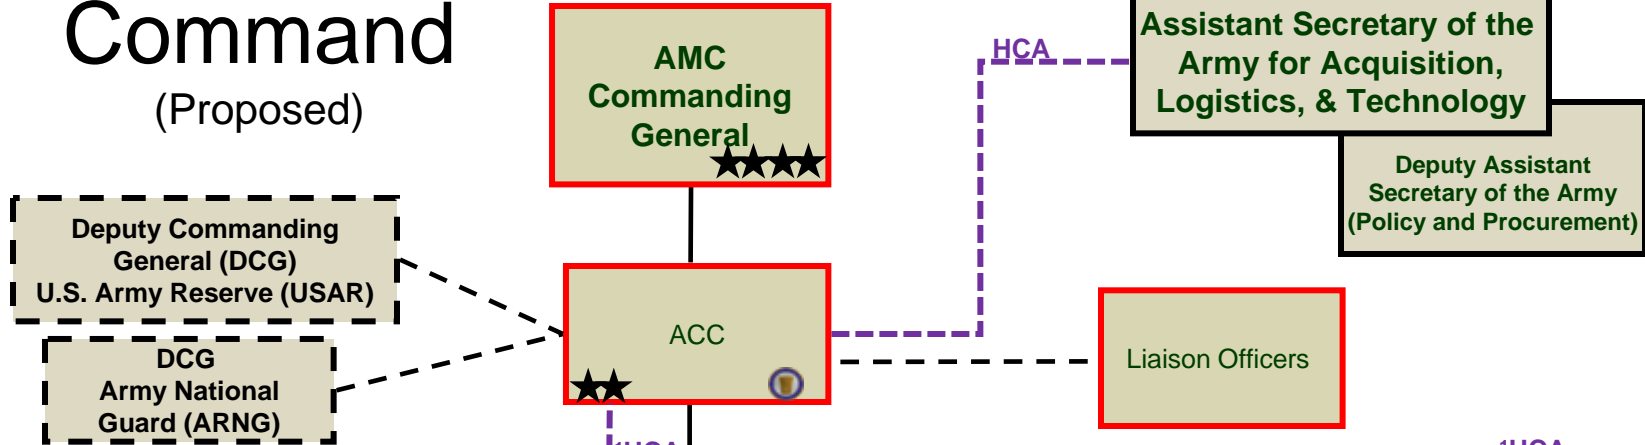 Command
(Proposed)
AMC
Commanding
General
HCA
Assistant Secretary of the
Army for Acquisition,
Logistics, & Technology
Deputy Assistant
Secretary of the Army
(Policy and Procurement)
Deputy Commanding
General (DCG)
U.S. Army Reserve (USAR)
DCG
Army National
Guard (ARNG)
ACC
Liaison Officers
¹HCA
¹HCA